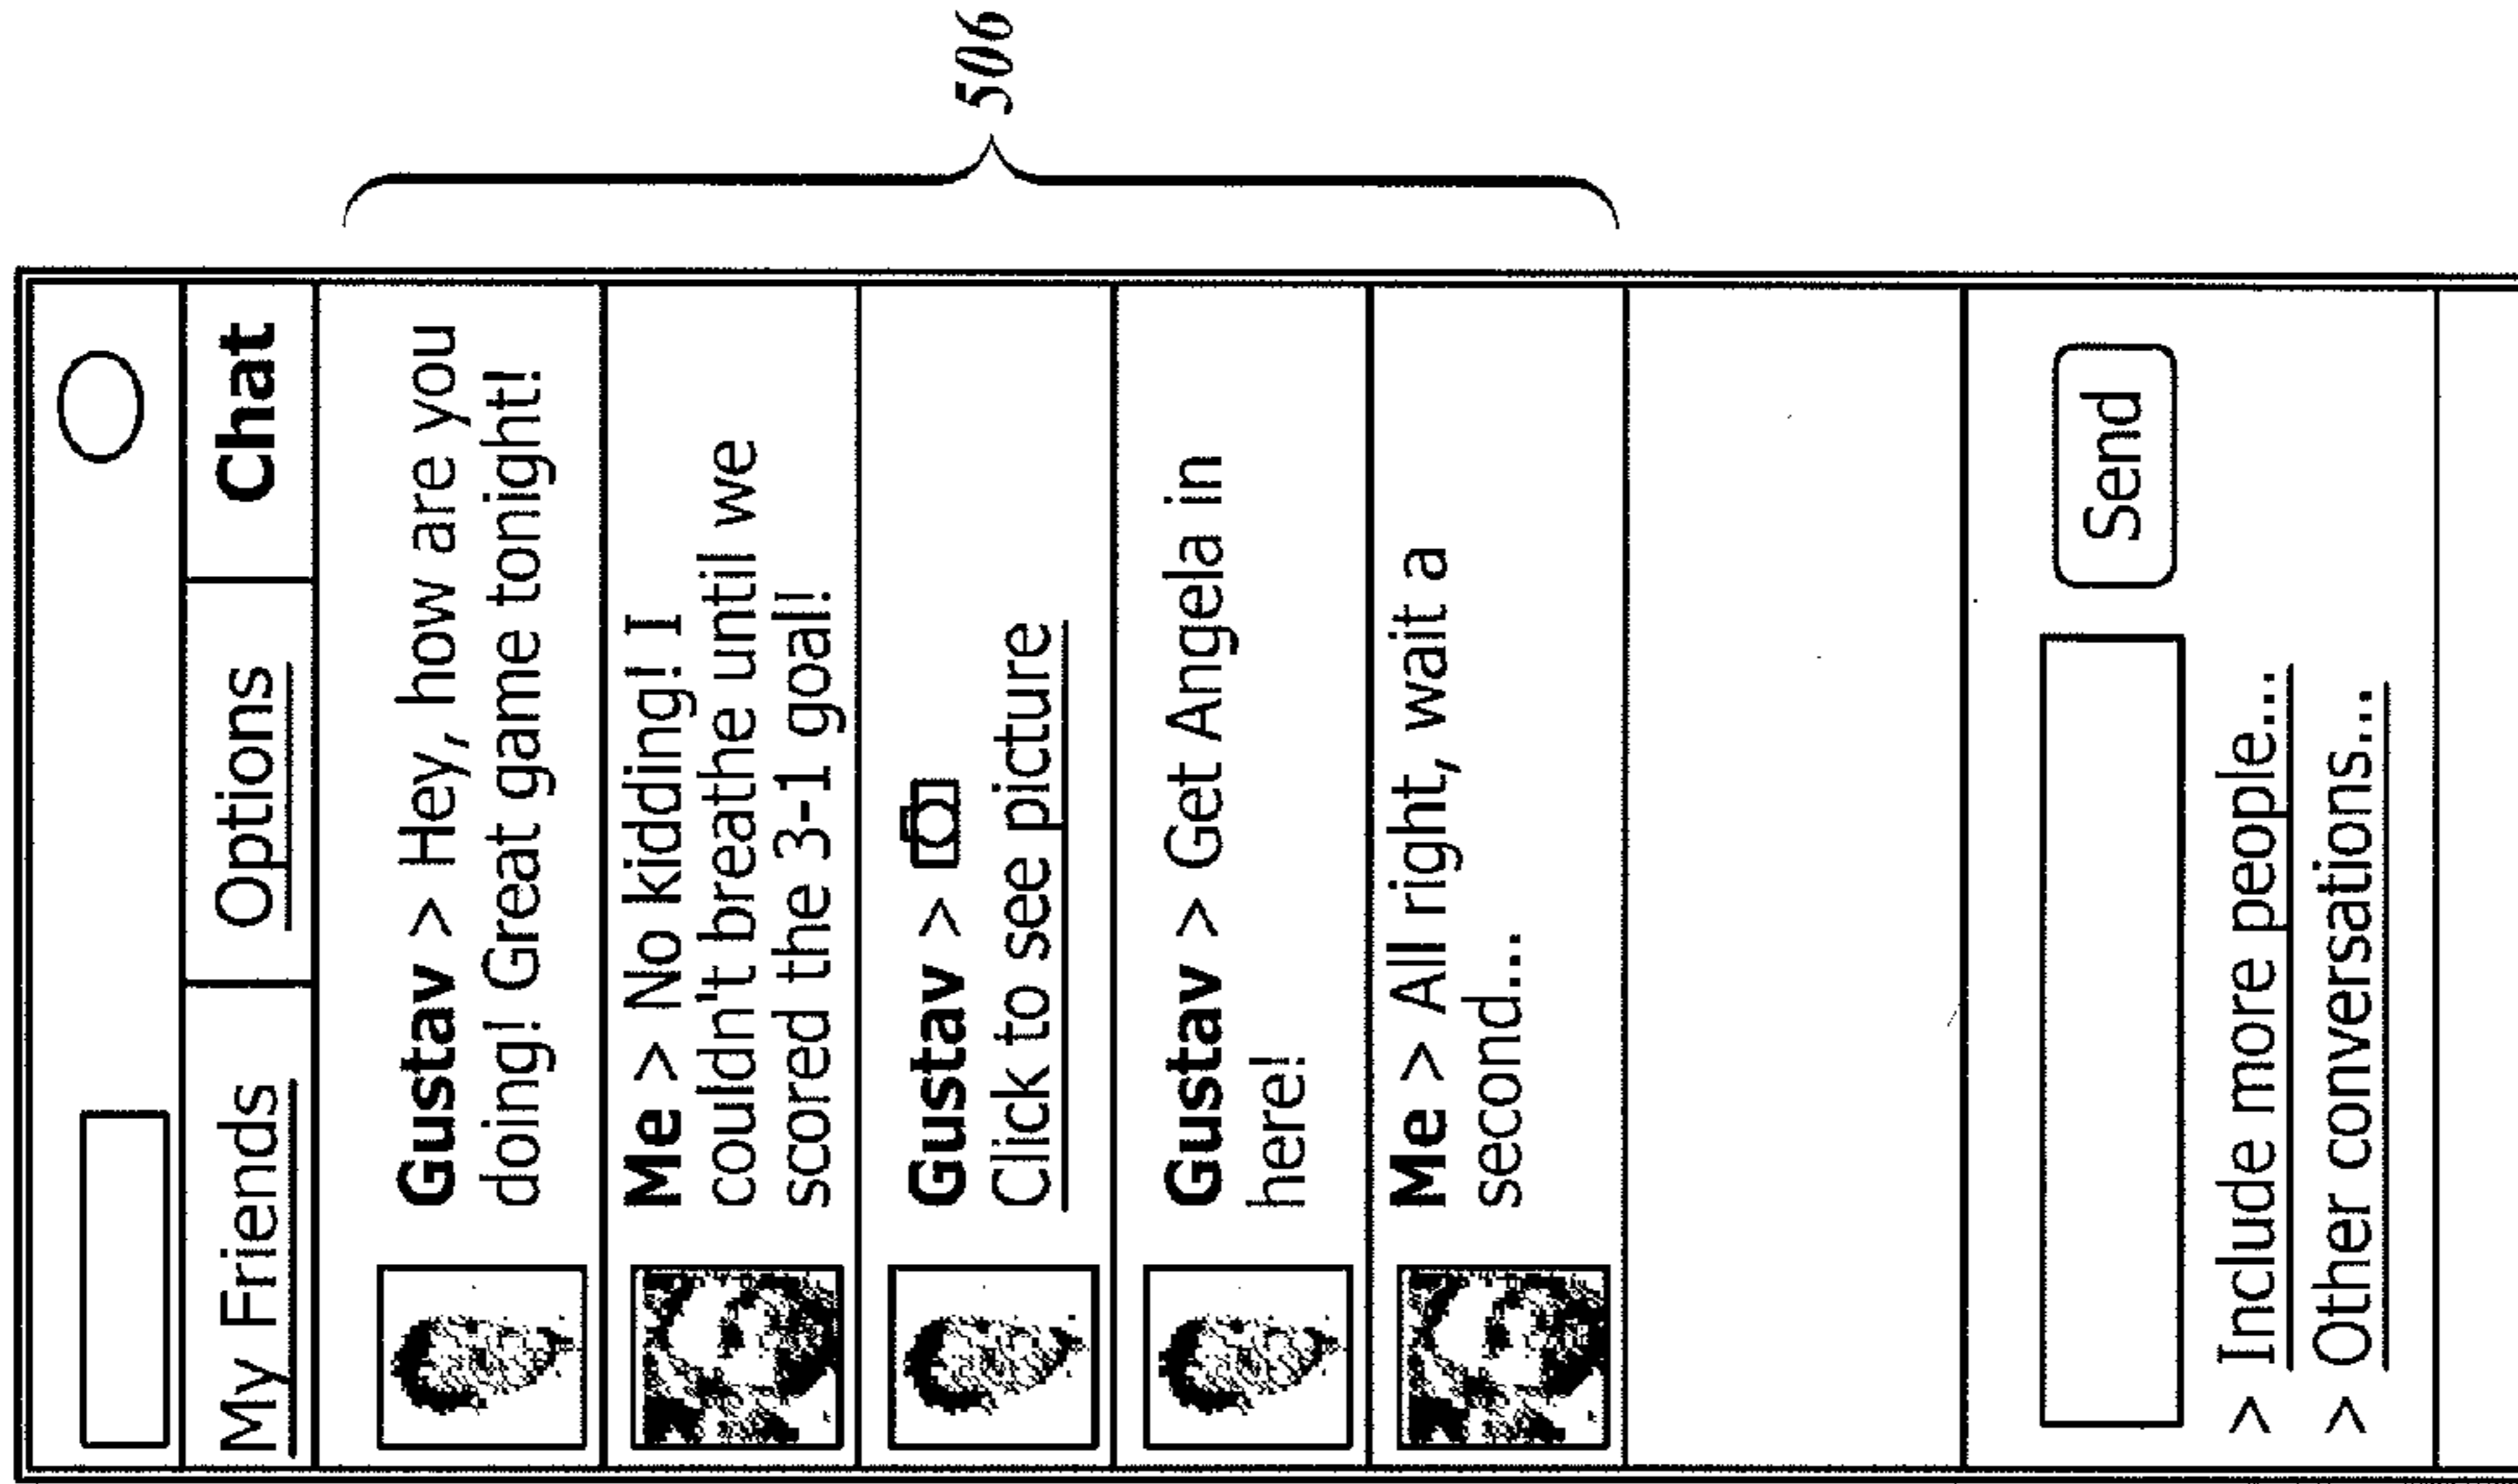 My Friends Options Chat
Gustav > Hey, how are you
doing! Great game tonight!
Me > No kidding! I
couldn't breathe until we
scored the 3-1 goal!
Gustav >
Click to see picture
Gustav > Get Angela in
here!
Me > All right, wait a
second...
506
Send
> Include more people...
> Other conversations...